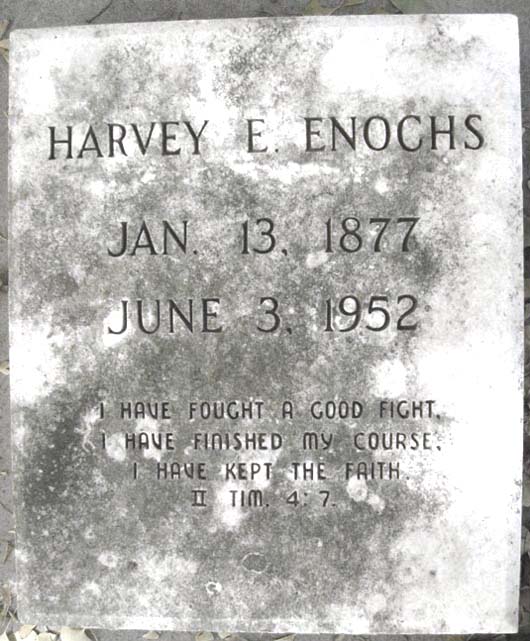 HARVEY E. ENOCHS
JAN. 13, 1877
JUNE 3, 1952
I HAVE FOUGHT A GOOD FIGHT,
I HAVE FINISHED MY COURSE,
I HAVE KEPT THE FAITH.
II TIM. 4:7.